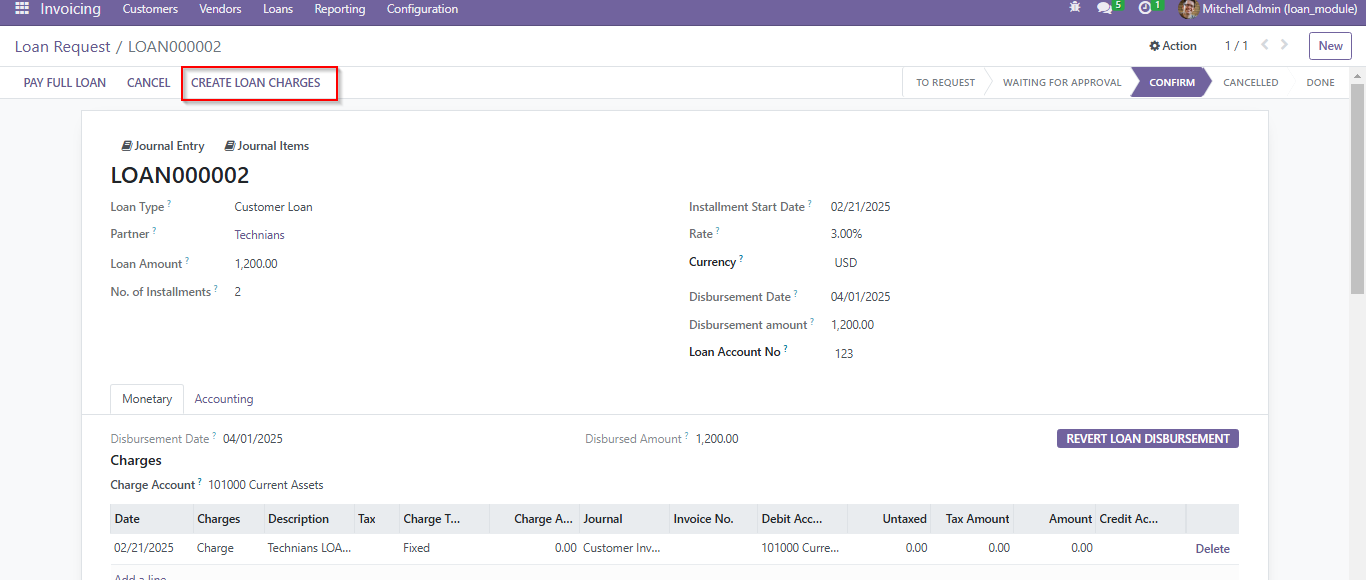 Invoicing Customers Vendors Loans Reporting Configuration 5 1 Mitchell Admin (loan_module)
Loan Request / LOAN000002 Action 1 / 1 New
PAY FULL LOAN CANCEL CREATE LOAN CHARGES TO REQUEST WAITING FOR APPROVAL CONFIRM CANCELLED DONE
Journal Entry Journal Items
LOAN000002
Loan Type ? Customer Loan Installment Start Date ? 02/21/2025
Partner ? Technians Rate ? 3.00%
Loan Amount ? 1,200.00 Currency ? USD
No. of Installments ? 2 Disbursement Date ? 04/01/2025
Disbursement amount ? 1,200.00
Loan Account No ? 123
Monetary Accounting
Disbursement Date ? 04/01/2025 Disbursed Amount ? 1,200.00 REVERT LOAN DISBURSEMENT
Charges
Charge Account ? 101000 Current Assets
Date Charges Description Tax Charge T... Charge A... Journal Invoice No. Debit Acc... Untaxed Tax Amount Amount Credit Ac...
02/21/2025 Charge Technians LOA... Fixed 0.00 Customer Inv... 101000 Curre... 0.00 0.00 0.00 Delete
Add a line